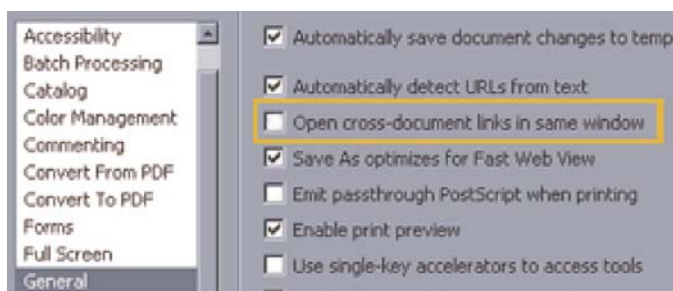 Accessibility
Batch Processing
Catalog
Color Management
Commenting
Convert From PDF
Convert To PDF
Forms
Full Screen
General
Automatically save document changes to temp
Automatically detect URLs from text
Open cross-document links in same window
Save As optimizes for Fast Web View
Emit passthrough PostScript when printing
Enable print preview
Use single-key accelerators to access tools